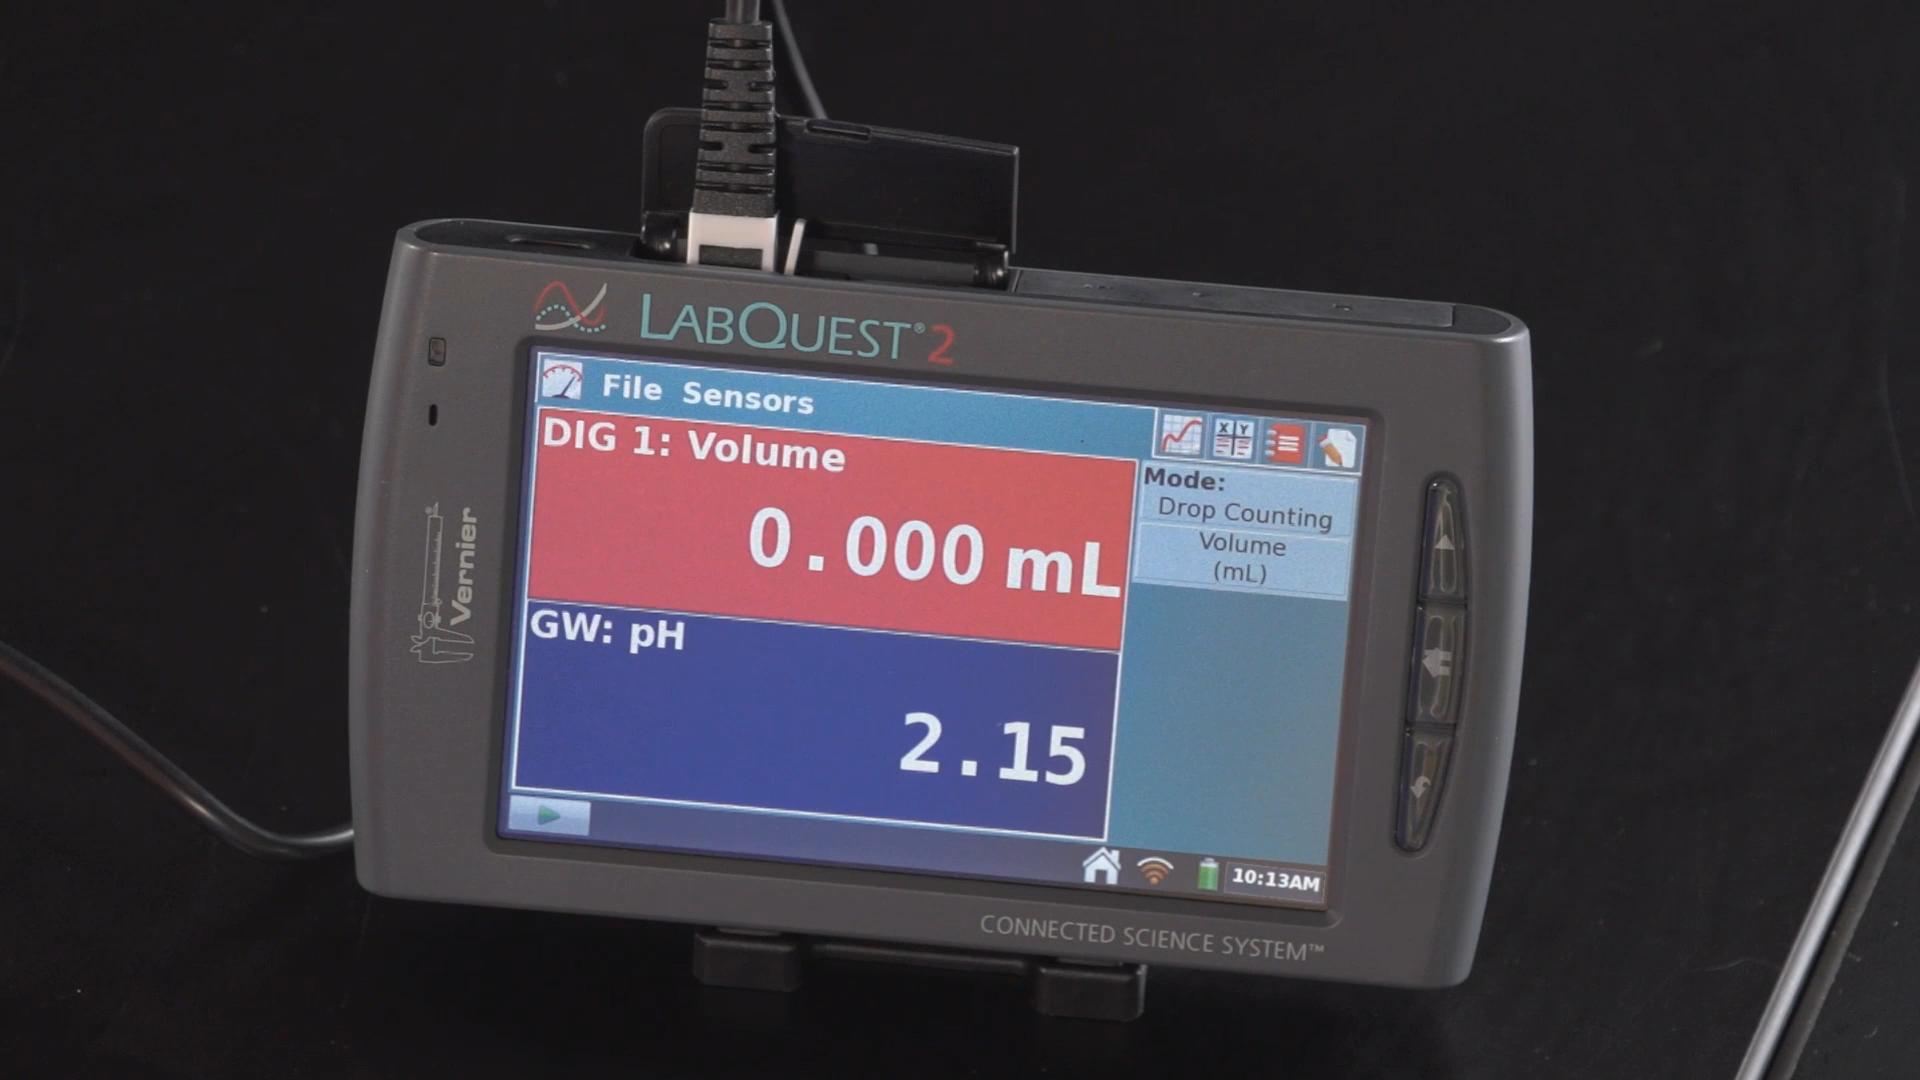 LABQUEST® 2
File Sensors
DIG 1: Volume
0.000 mL
X Y
Mode:
Drop Counting
Volume
(mL)
Vernier
GW: pH
2.15
10:13AM
CONNECTED SCIENCE SYSTEM™